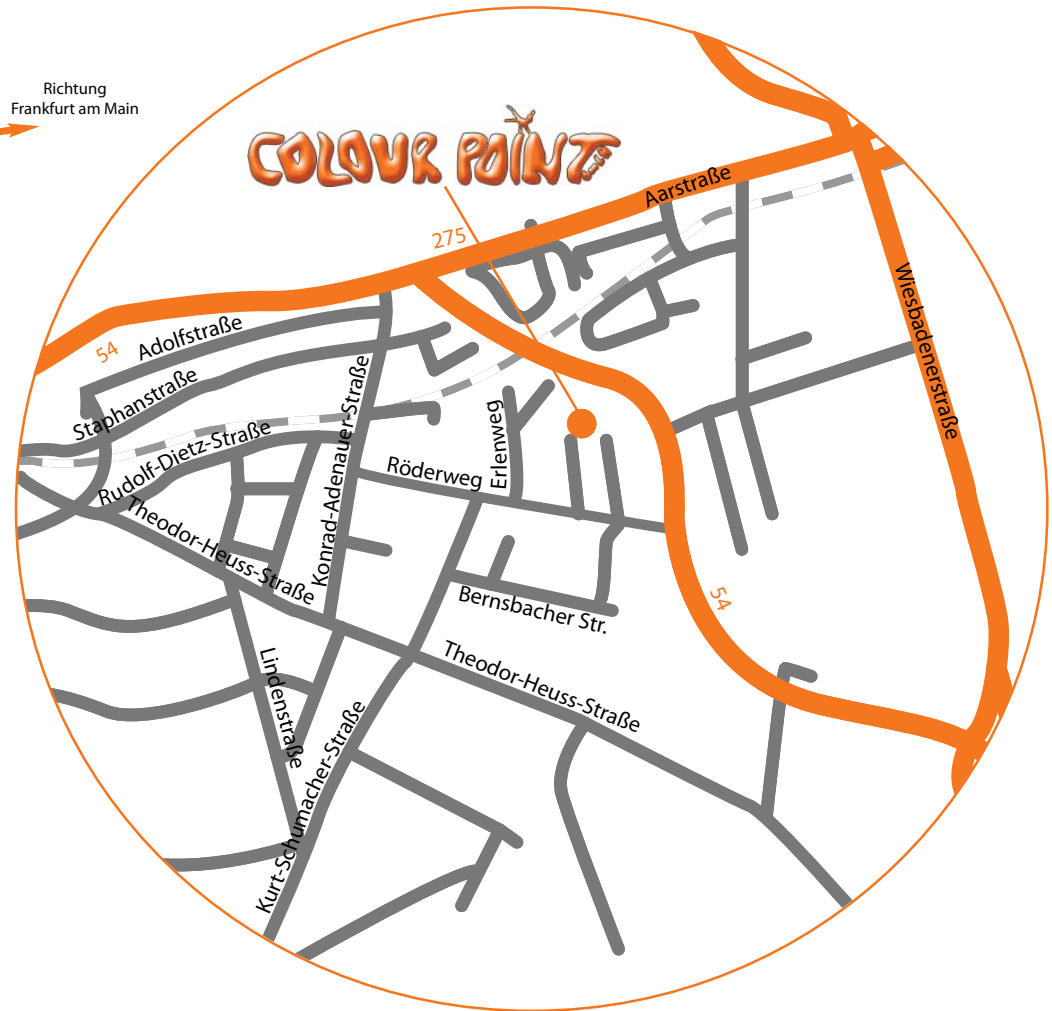 Richtung
Frankfurt am Main
COLOUR POINT
Aarstraße
275
Wiesbadenerstraße
54
Adolfstraße
Staphanstraße
Rudolf-Dietz-Straße
Konrad-Adenauer-Straße
Erlenweg
Röderweg
Theodor-Heuss-Straße
Bernsbacher Str.
54
Theodor-Heuss-Straße
Lindenstraße
Kurt-Schumacher-Straße